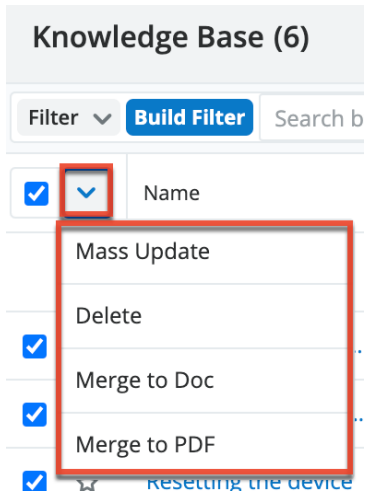 Knowledge Base (6)
Filter Build Filter Search b
Name
Mass Update
Delete
Merge to Doc
Merge to PDF
Resetting the device